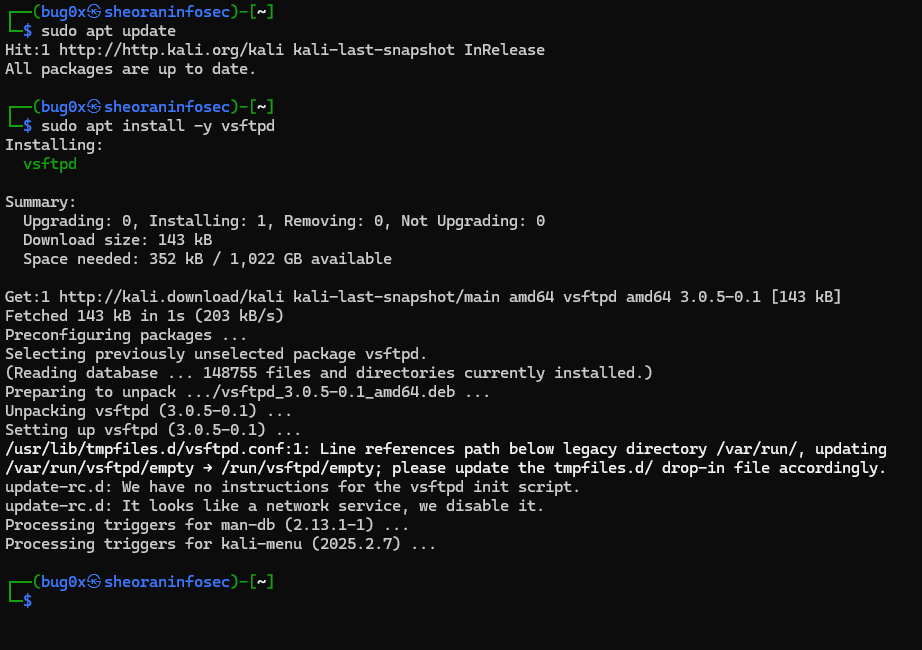 ┌──(bug0x㉿sheoraninfosec)-[~]
└─$ sudo apt update
Hit:1 http://http.kali.org/kali kali-last-snapshot InRelease
All packages are up to date.
┌──(bug0x㉿sheoraninfosec)-[~]
└─$ sudo apt install -y vsftpd
Installing:
  vsftpd
Summary:
  Upgrading: 0, Installing: 1, Removing: 0, Not Upgrading: 0
  Download size: 143 kB
  Space needed: 352 kB / 1,022 GB available
Get:1 http://kali.download/kali kali-last-snapshot/main amd64 vsftpd amd64 3.0.5-0.1 [143 kB]
Fetched 143 kB in 1s (203 kB/s)
Preconfiguring packages ...
Selecting previously unselected package vsftpd.
(Reading database ... 148755 files and directories currently installed.)
Preparing to unpack .../vsftpd_3.0.5-0.1_amd64.deb ...
Unpacking vsftpd (3.0.5-0.1) ...
Setting up vsftpd (3.0.5-0.1) ...
/usr/lib/tmpfiles.d/vsftpd.conf:1: Line references path below legacy directory /var/run/, updating
/var/run/vsftpd/empty → /run/vsftpd/empty; please update the tmpfiles.d/ drop-in file accordingly.
update-rc.d: We have no instructions for the vsftpd init script.
update-rc.d: It looks like a network service, we disable it.
Processing triggers for man-db (2.13.1-1) ...
Processing triggers for kali-menu (2025.2.7) ...
┌──(bug0x㉿sheoraninfosec)-[~]
└─$